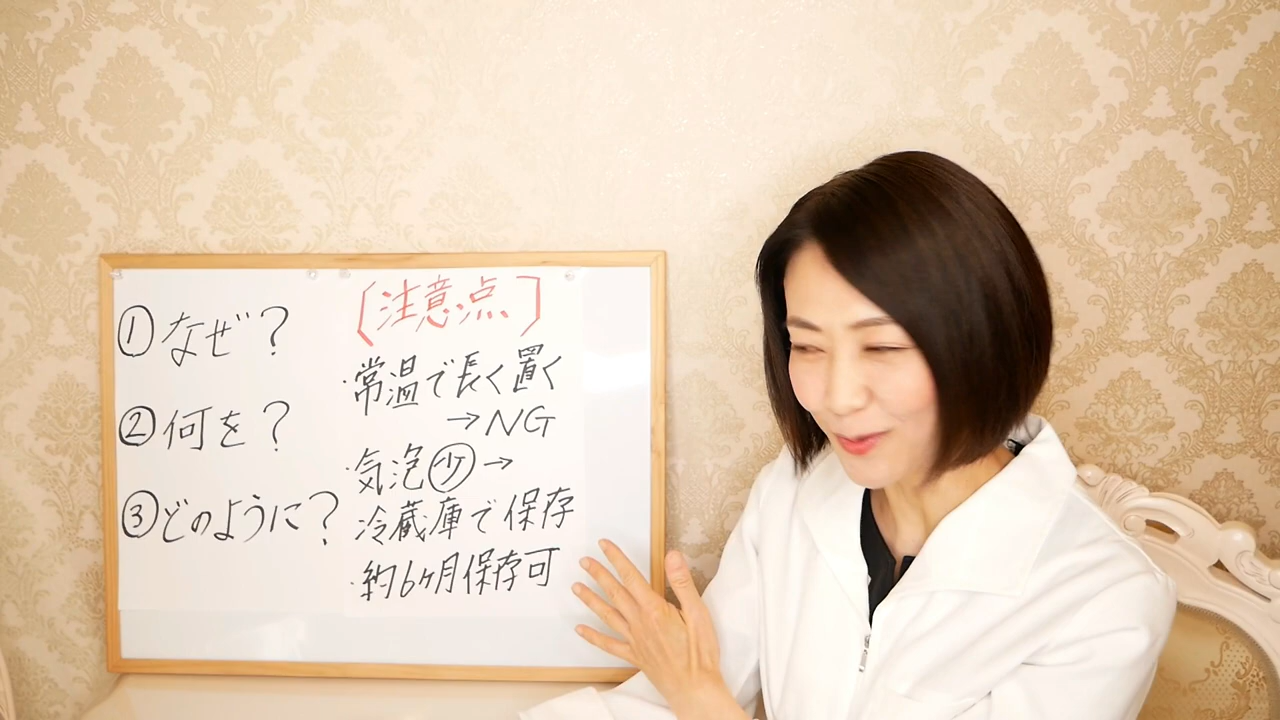 ①なぜ？
②何を？
③どのように？
［注意点］
・常温で長く置く
→NG
・気泡少→
冷蔵庫で保存
・約6ヶ月保存可